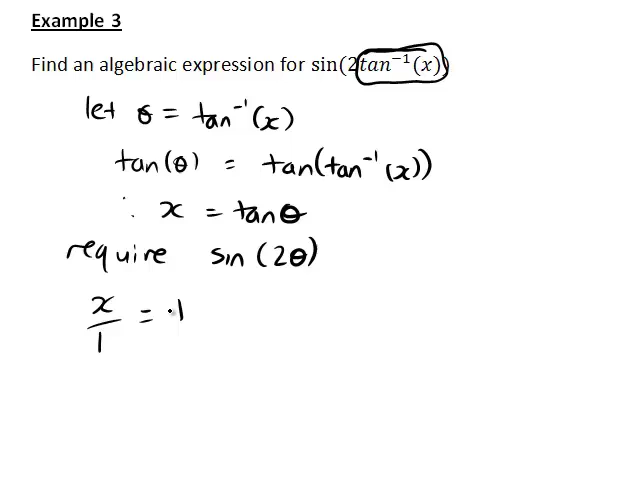 Example 3
Find an algebraic expression for sin(2tan⁻¹(x))
let θ = tan⁻¹(x)
tan(θ) = tan(tan⁻¹(x))
∴ x = tanθ
require sin(2θ)
x/1 =